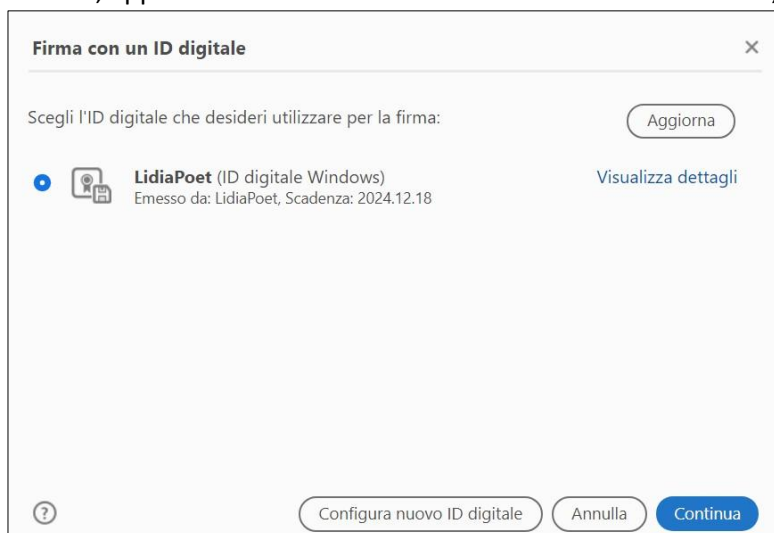 Firma con un ID digitale
Scegli l'ID digitale che desideri utilizzare per la firma:
Aggiorna
LidiaPoet (ID digitale Windows)
Visualizza dettagli
Emesso da: LidiaPoet, Scadenza: 2024.12.18
Configura nuovo ID digitale
Annulla
Continua